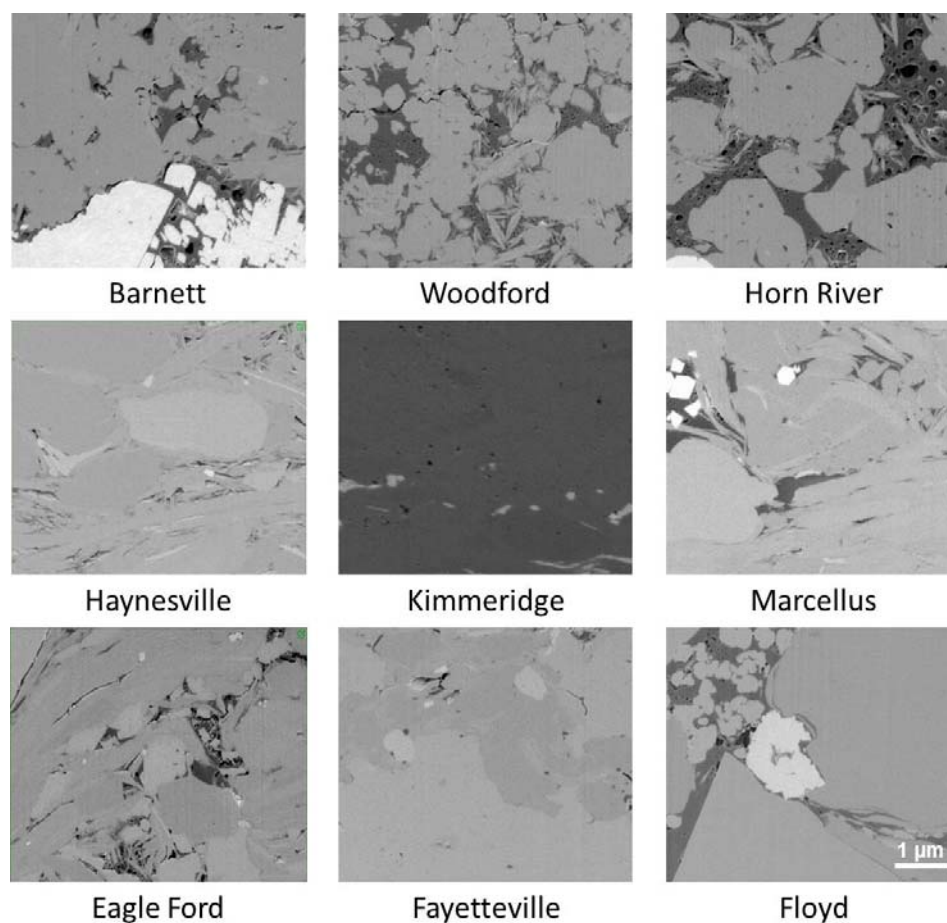 Barnett
Woodford
Horn River
Haynesville
Kimmeridge
Marcellus
Eagle Ford
Fayetteville
1 µm
Floyd